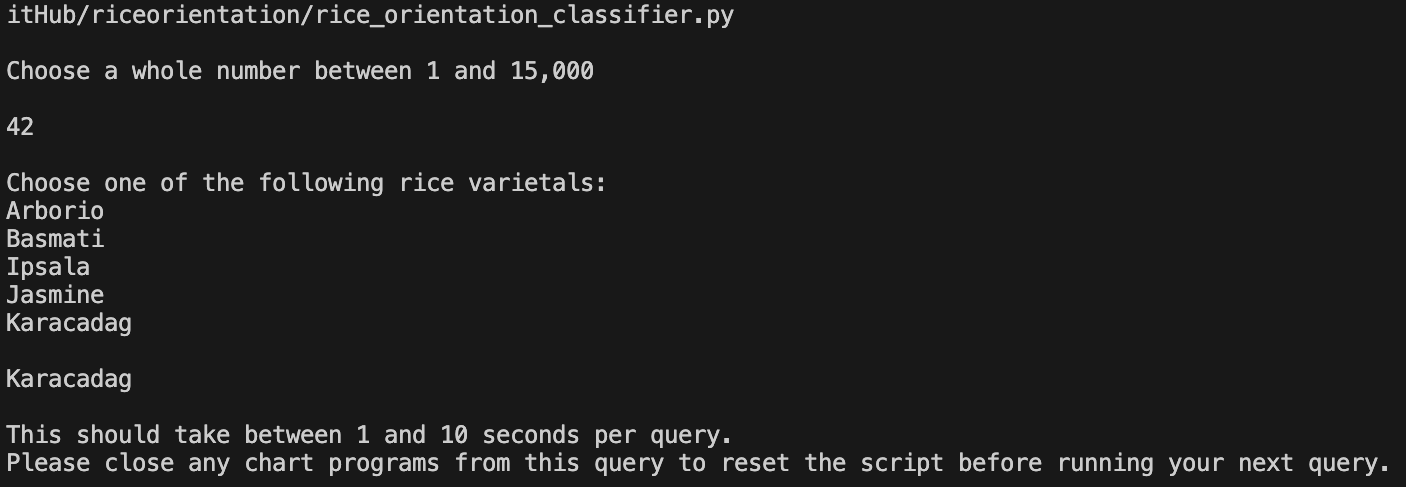 itHub/riceorientation/rice_orientation_classifier.py
Choose a whole number between 1 and 15,000
42
Choose one of the following rice varietals:
Arborio
Basmati
Ipsala
Jasmine
Karacadag
Karacadag
This should take between 1 and 10 seconds per query.
Please close any chart programs from this query to reset the script before running your next query.